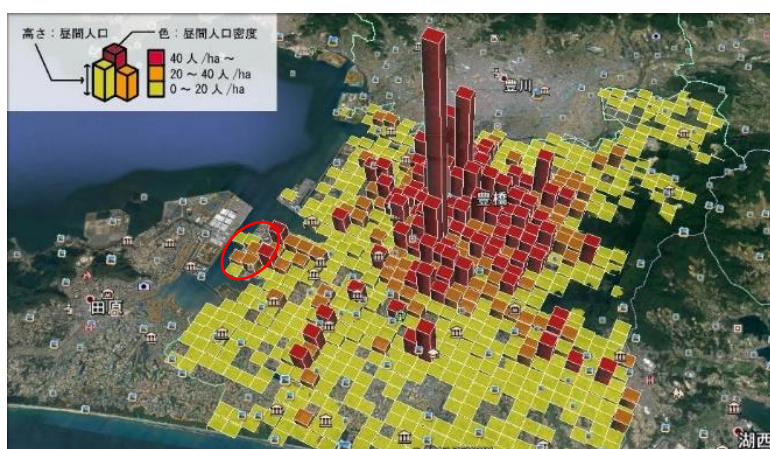 高さ：昼間人口
色：昼間人口密度
40 人/ha ～
20 ～ 40 人/ha
0 ～ 20 人/ha
豊川
豊橋
田原
湖西